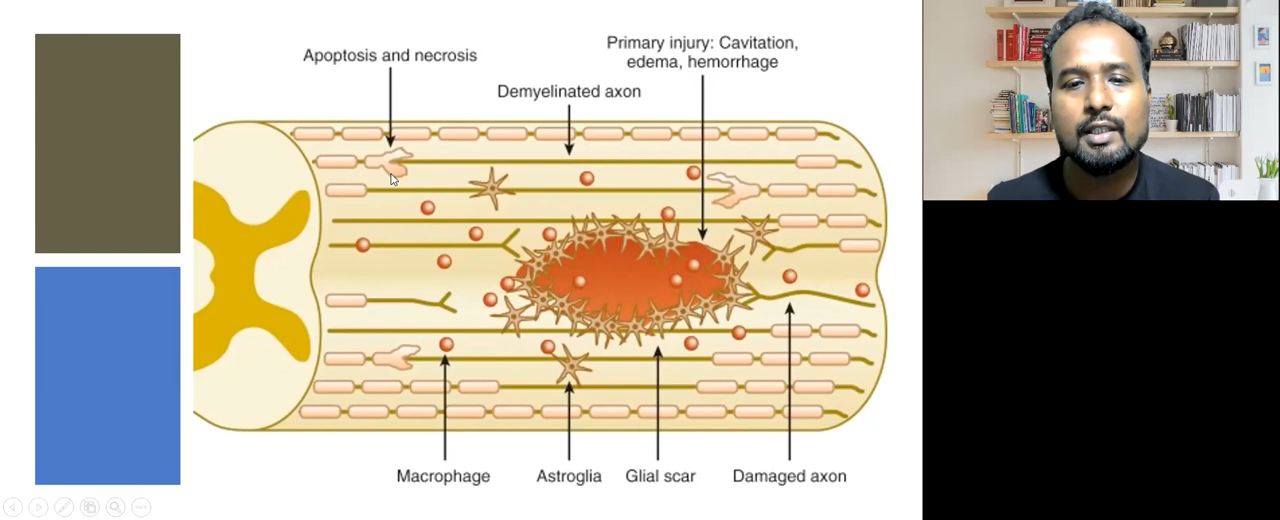 Apoptosis and necrosis
Primary injury: Cavitation,
edema, hemorrhage
Demyelinated axon
Macrophage
Astroglia
Glial scar
Damaged axon